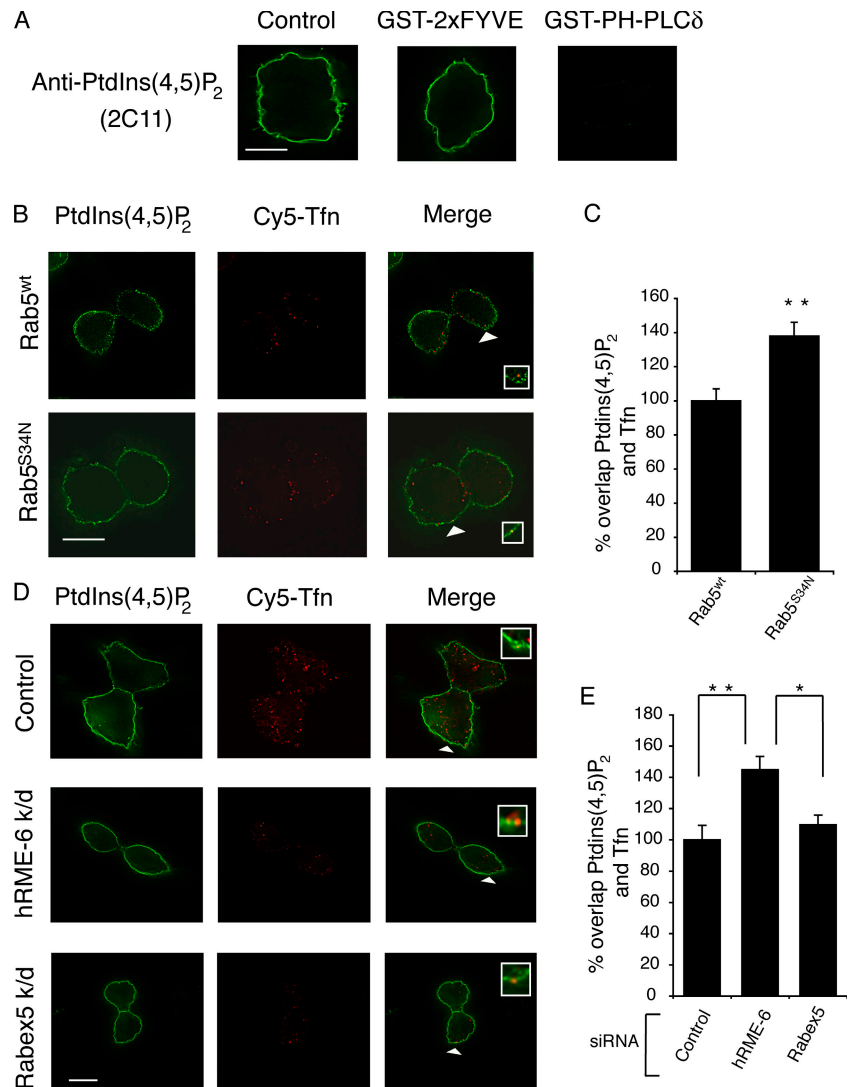 A
Control
GST-2xFYVE
GST-PH-PLCδ
Anti-PtdIns(4,5)P2
(2C11)
B
PtdIns(4,5)P2
Cy5-Tfn
Merge
Rab5wt
Rab5S34N
C
% overlap Ptdins(4,5)P2
and Tfn
160
140
120
100
80
60
40
20
0
* *
Rab5wt
Rab5S34N
D
PtdIns(4,5)P2
Cy5-Tfn
Merge
Control
hRME-6 k/d
Rabex5 k/d
E
% overlap Ptdins(4,5)P2
and Tfn
180
160
140
120
100
80
60
40
20
0
* *
*
siRNA
Control
hRME-6
Rabex5